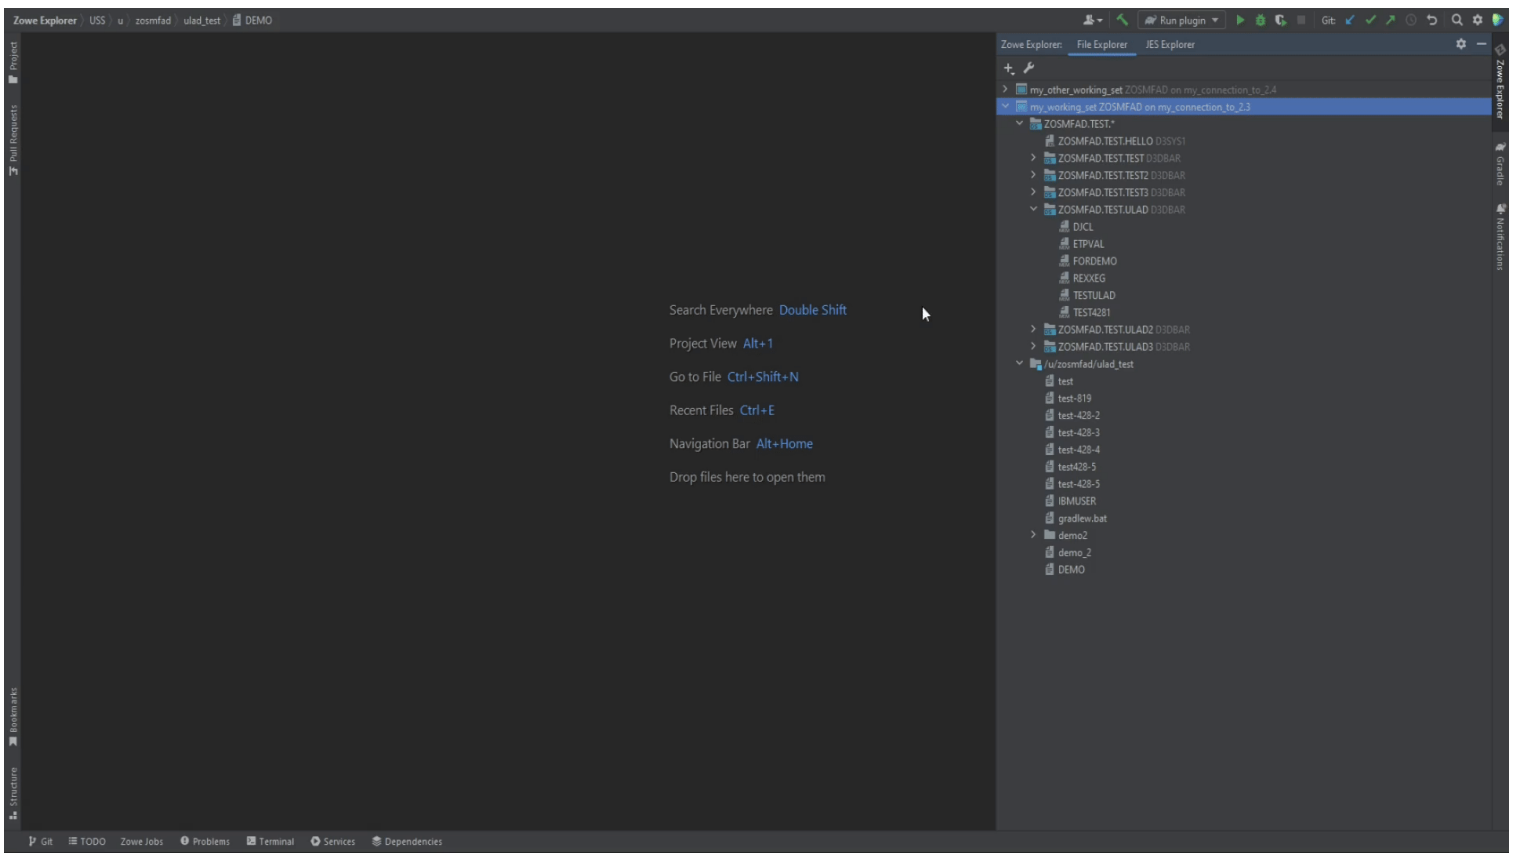 Zowe Explorer USS u zosmfad ulad_test DEMO
Run plugin
Git:
Project
Pull Requests
Bookmarks
Structure
Search Everywhere Double Shift
Project View Alt+1
Go to File Ctrl+Shift+N
Recent Files Ctrl+E
Navigation Bar Alt+Home
Drop files here to open them
Zowe Explorer: File Explorer JES Explorer
my_other_working_set ZOSMFAD on my_connection_to_2.4
my_working_set ZOSMFAD on my_connection_to_2.3
ZOSMFAD.TEST.*
ZOSMFAD.TEST.HELLO D3SYS1
ZOSMFAD.TEST.TEST D3DBAR
ZOSMFAD.TEST.TEST2 D3DBAR
ZOSMFAD.TEST.TEST3 D3DBAR
ZOSMFAD.TEST.ULAD D3DBAR
DJCL
ETPVAL
FORDEMO
REXXEG
TESTULAD
TEST4281
ZOSMFAD.TEST.ULAD2 D3DBAR
ZOSMFAD.TEST.ULAD3 D3DBAR
/u/zosmfad/ulad_test
test
test-819
test-428-2
test-428-3
test-428-4
test428-5
test-428-5
IBMUSER
gradlew.bat
demo2
demo_2
DEMO
Zowe Explorer
Gradle
Notifications
Git TODO Zowe Jobs Problems Terminal Services Dependencies